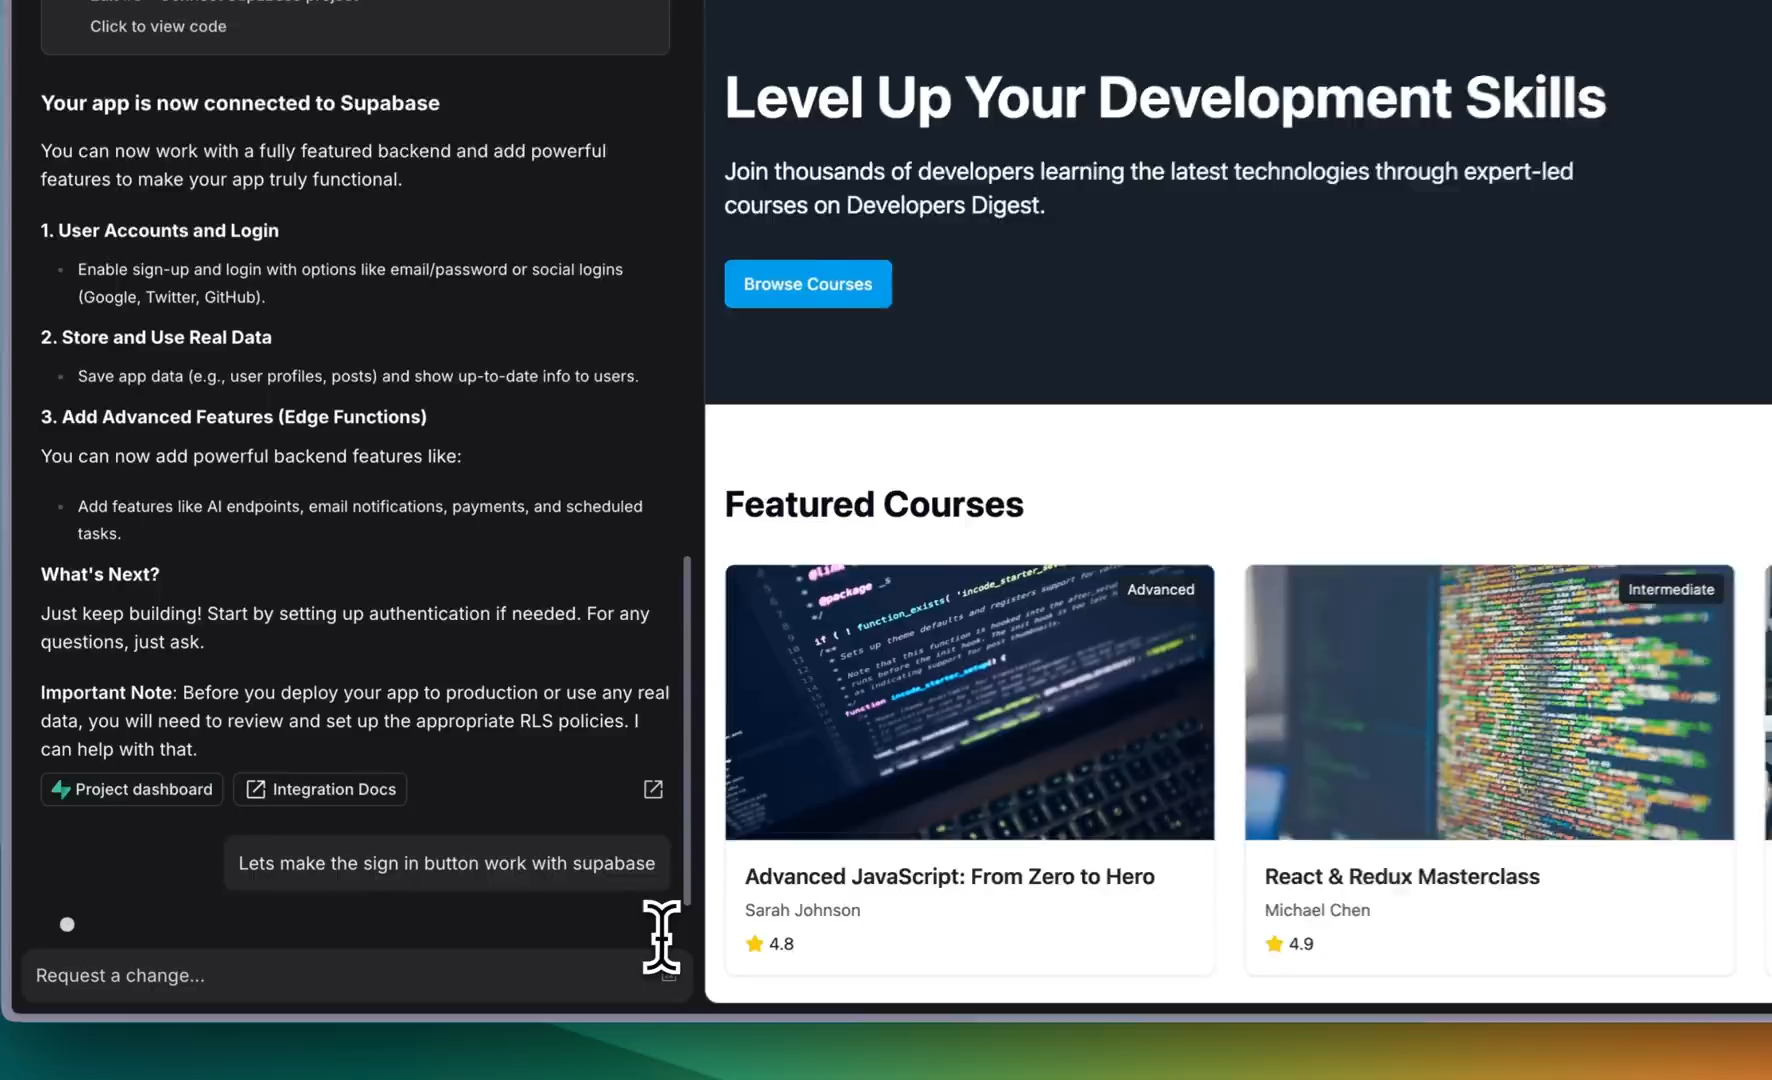 Click to view code
Your app is now connected to Supabase
You can now work with a fully featured backend and add powerful
features to make your app truly functional.
1. User Accounts and Login
Enable sign-up and login with options like email/password or social logins
(Google, Twitter, GitHub).
2. Store and Use Real Data
Save app data (e.g., user profiles, posts) and show up-to-date info to users.
3. Add Advanced Features (Edge Functions)
You can now add powerful backend features like:
Add features like AI endpoints, email notifications, payments, and scheduled
tasks.
What's Next?
Just keep building! Start by setting up authentication if needed. For any
questions, just ask.
Important Note: Before you deploy your app to production or use any real
data, you will need to review and set up the appropriate RLS policies. I
can help with that.
Project dashboard
Integration Docs
Lets make the sign in button work with supabase
Request a change...
Level Up Your Development Skills
Join thousands of developers learning the latest technologies through expert-led
courses on Developers Digest.
Browse Courses
Featured Courses
Advanced
@package _s
if ( ! function_exists( 'incode_starter_se
Advanced JavaScript: From Zero to Hero
Sarah Johnson
4.8
Intermediate
React & Redux Masterclass
Michael Chen
4.9